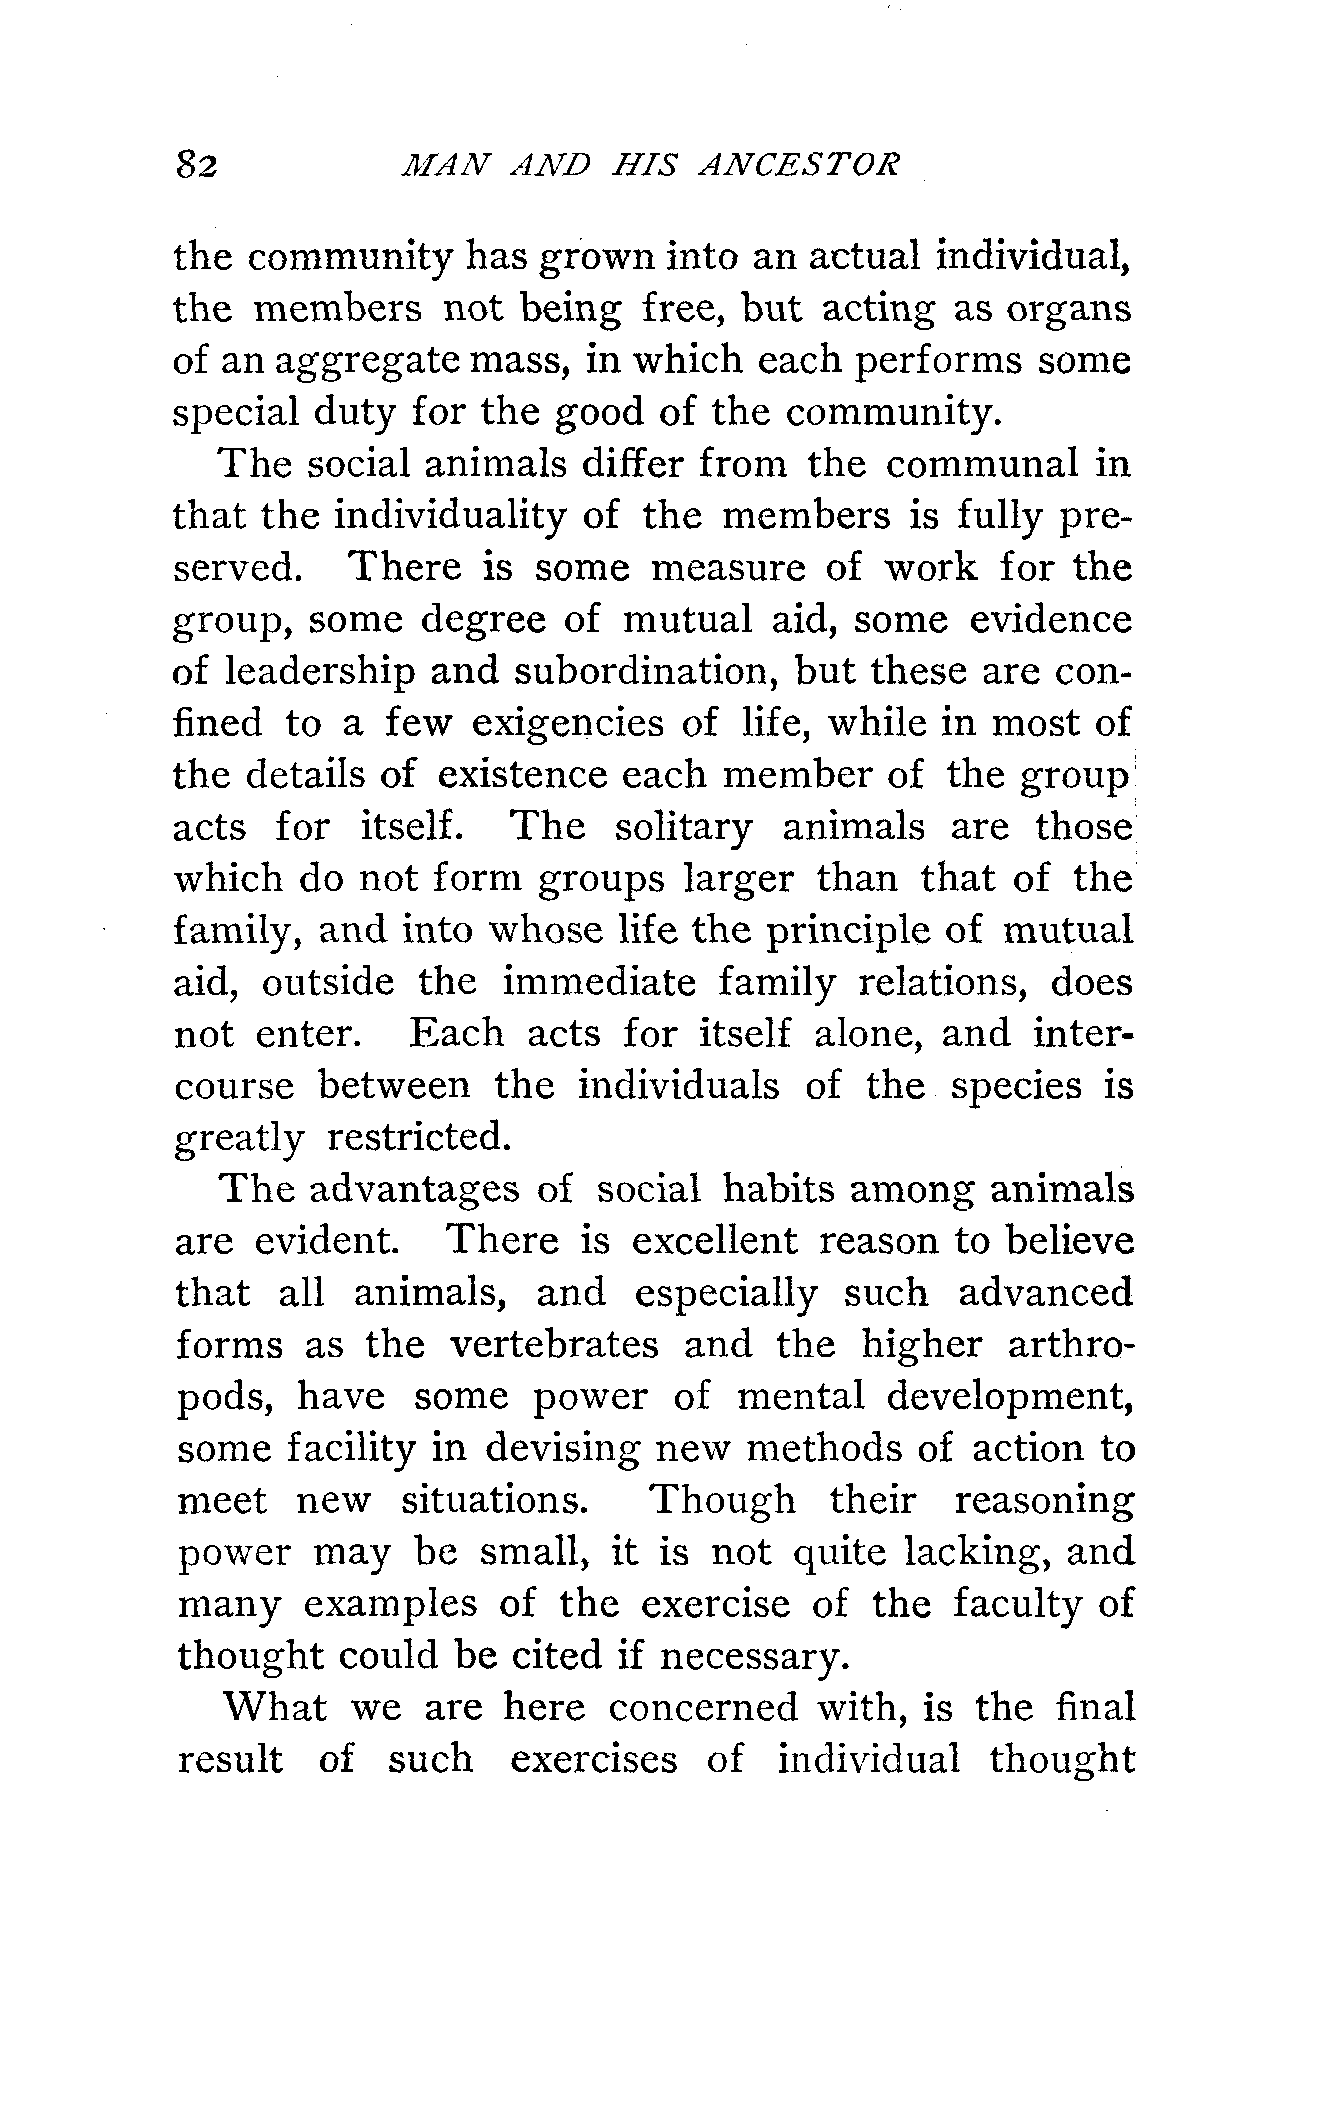 82 MAN AND HIS ANCESTOR
the community has grown into an actual individual,
the members not being free, but acting as organs
of an aggregate mass, in which each performs some
special duty for the good of the community.
The social animals differ from the communal in
that the individuality of the members is fully pre-
served. There is some measure of work for the
group, some degree of mutual aid, some evidence
of leadership and subordination, but these are con-
fined to a few exigencies of life, while in most of
the details of existence each member of the group
acts for itself. The solitary animals are those
which do not form groups larger than that of the
family, and into whose life the principle of mutual
aid, outside the immediate family relations, does
not enter. Each acts for itself alone, and inter-
course between the individuals of the species is
greatly restricted.
The advantages of social habits among animals
are evident. There is excellent reason to believe
that all animals, and especially such advanced
forms as the vertebrates and the higher arthro-
pods, have some power of mental development,
some facility in devising new methods of action to
meet new situations. Though their reasoning
power may be small, it is not quite lacking, and
many examples of the exercise of the faculty of
thought could be cited if necessary.
What we are here concerned with, is the final
result of such exercises of individual thought